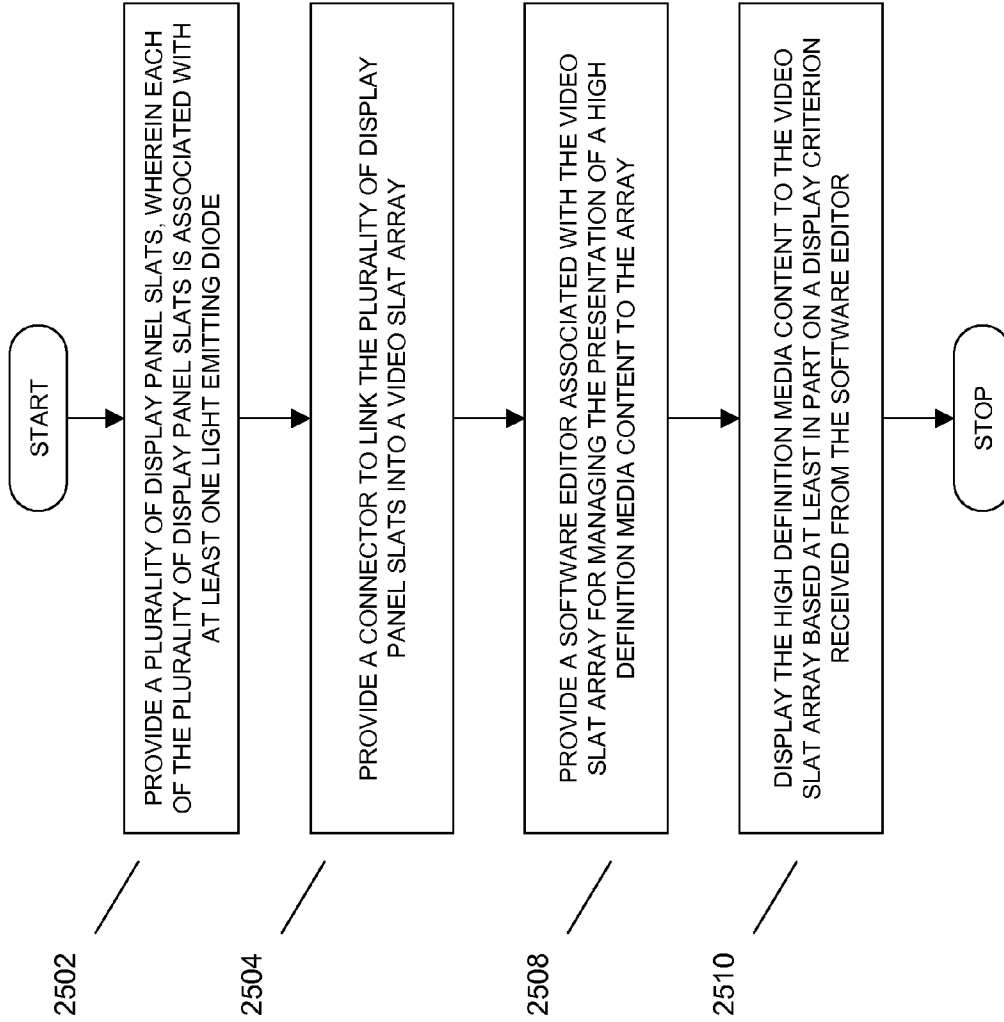 START
2502
PROVIDE A PLURALITY OF DISPLAY PANEL SLATS, WHEREIN EACH
OF THE PLURALITY OF DISPLAY PANEL SLATS IS ASSOCIATED WITH
AT LEAST ONE LIGHT EMITTING DIODE
2504
PROVIDE A CONNECTOR TO LINK THE PLURALITY OF DISPLAY
PANEL SLATS INTO A VIDEO SLAT ARRAY
2508
PROVIDE A SOFTWARE EDITOR ASSOCIATED WITH THE VIDEO
SLAT ARRAY FOR MANAGING THE PRESENTATION OF A HIGH
DEFINITION MEDIA CONTENT TO THE ARRAY
2510
DISPLAY THE HIGH DEFINITION MEDIA CONTENT TO THE VIDEO
SLAT ARRAY BASED AT LEAST IN PART ON A DISPLAY CRITERION
RECEIVED FROM THE SOFTWARE EDITOR
STOP